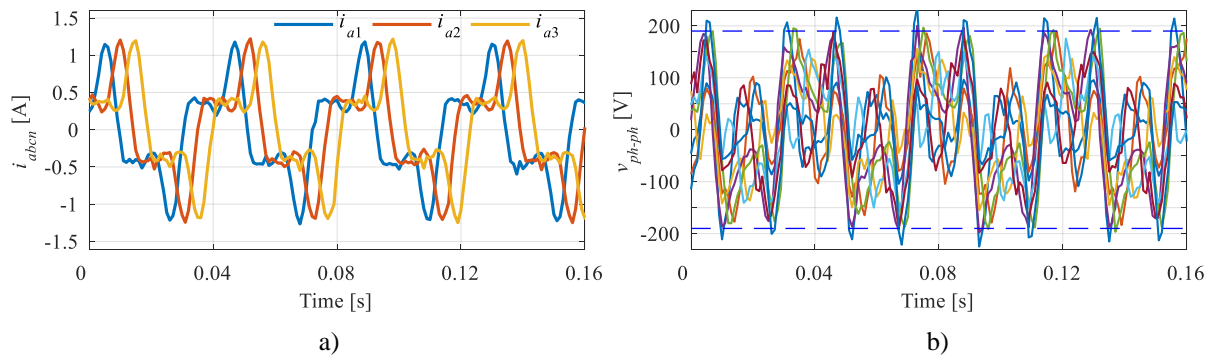 i_a1 i_a2 i_a3
1.5
1
0.5
0
-0.5
-1
-1.5
i_abcn [A]
0 0.04 0.08 0.12 0.16
Time [s]
a)
200
100
0
-100
-200
v_ph-ph [V]
0 0.04 0.08 0.12 0.16
Time [s]
b)